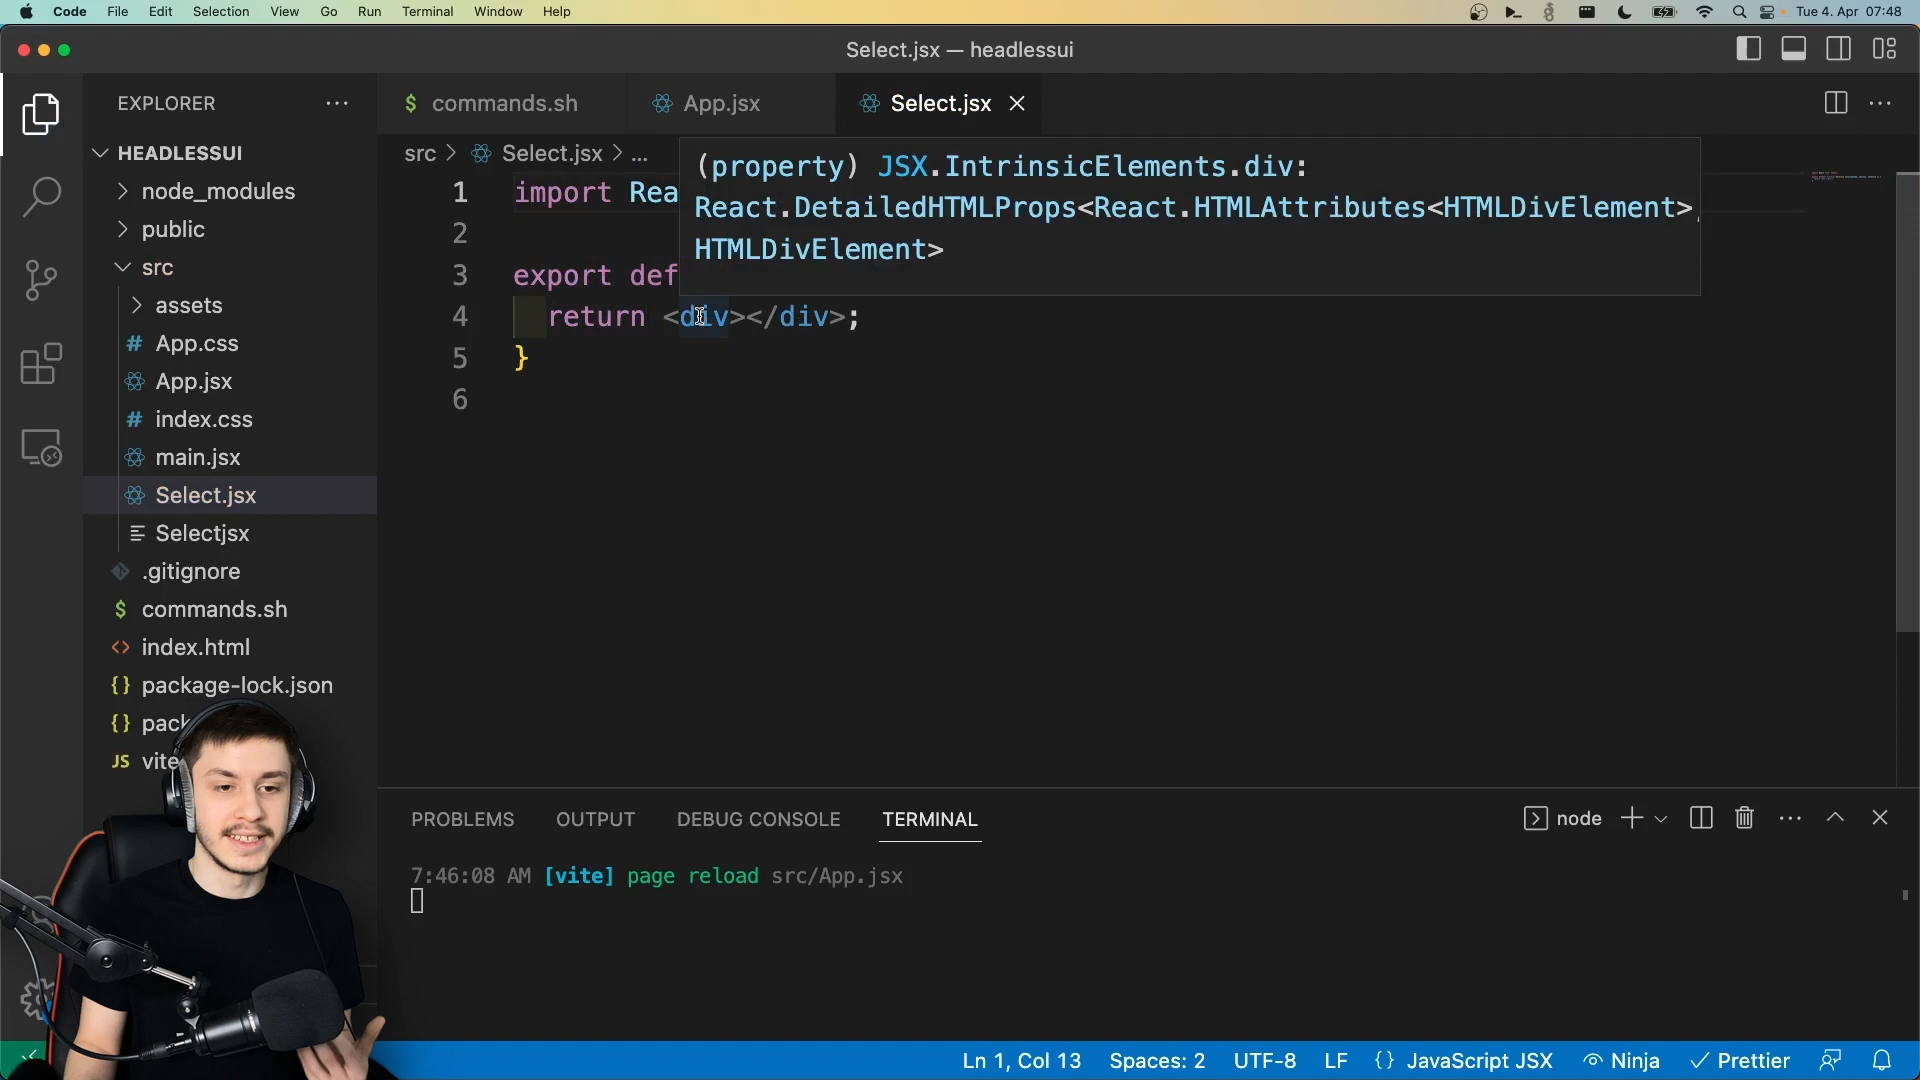 Code File Edit Selection View Go Run Terminal Window Help Tue 4. Apr 07:48
Select.jsx — headlessui
EXPLORER
HEADLESSUI
node_modules
public
src
assets
App.css
App.jsx
index.css
main.jsx
Select.jsx
Selectjsx
.gitignore
commands.sh
index.html
package-lock.json
pack
JS vite
$ commands.sh App.jsx Select.jsx
src > Select.jsx > ...
(property) JSX.IntrinsicElements.div:
React.DetailedHTMLProps<React.HTMLAttributes<HTMLDivElement>,
HTMLDivElement>
1 import Rea
2
3 export def
4 return <div></div>;
5 }
6
PROBLEMS OUTPUT DEBUG CONSOLE TERMINAL node
7:46:08 AM [vite] page reload src/App.jsx
Ln 1, Col 13 Spaces: 2 UTF-8 LF {} JavaScript JSX Ninja Prettier